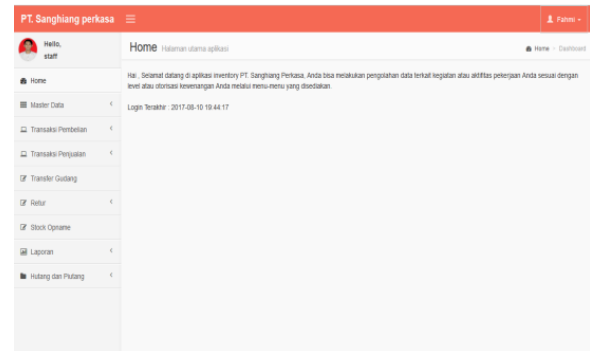 PT. Sanghiang perkasa
Fahmi
Hello,
staff
Home Halaman utama aplikasi
Home > Dashboard
Home
Master Data
Transaksi Pembelian
Transaksi Penjualan
Transfer Gudang
Retur
Stock Opname
Laporan
Hutang dan Piutang
Hai , Selamat datang di aplikasi inventory PT. Sanghiang Perkasa, Anda bisa melakukan pengolahan data terkait kegiatan atau aktifitas pekerjaan Anda sesuai dengan
level atau otorisasi kewenangan Anda melalui menu-menu yang disediakan.
Login Terakhir : 2017-08-10 19:44:17